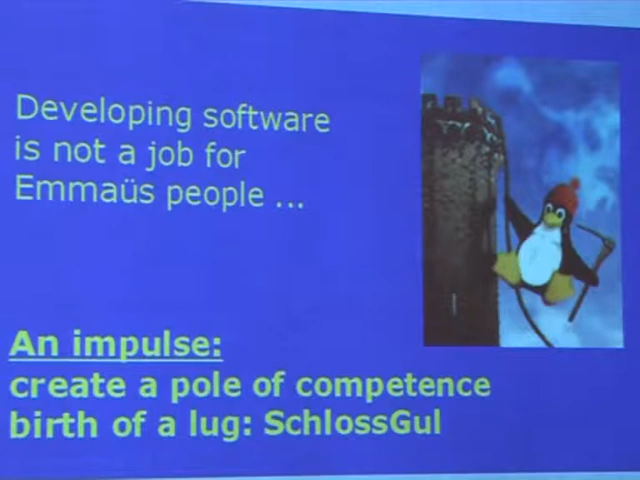 Developing software
is not a job for
Emmaüs people ...
An impulse:
create a pole of competence
birth of a lug: SchlossGul